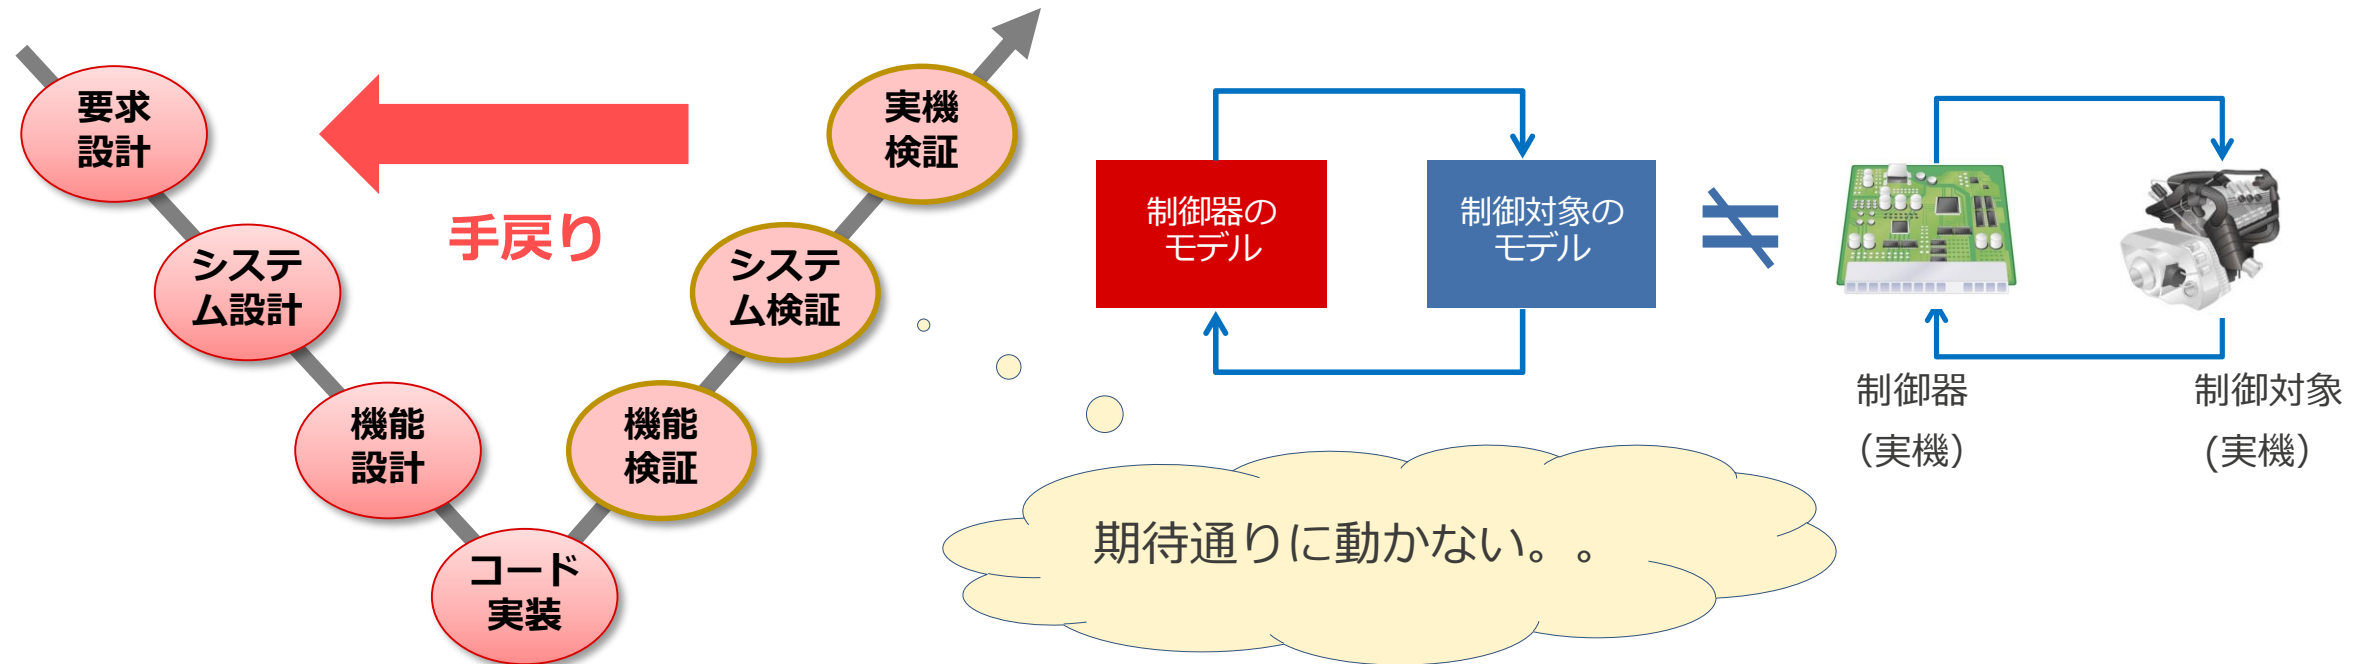 要求
設計
システ
ム設計
機能
設計
コード
実装
機能
検証
システ
ム検証
実機
検証
手戻り
制御器の
モデル
制御対象の
モデル
≠
制御器
（実機）
制御対象
(実機）
期待通りに動かない。。